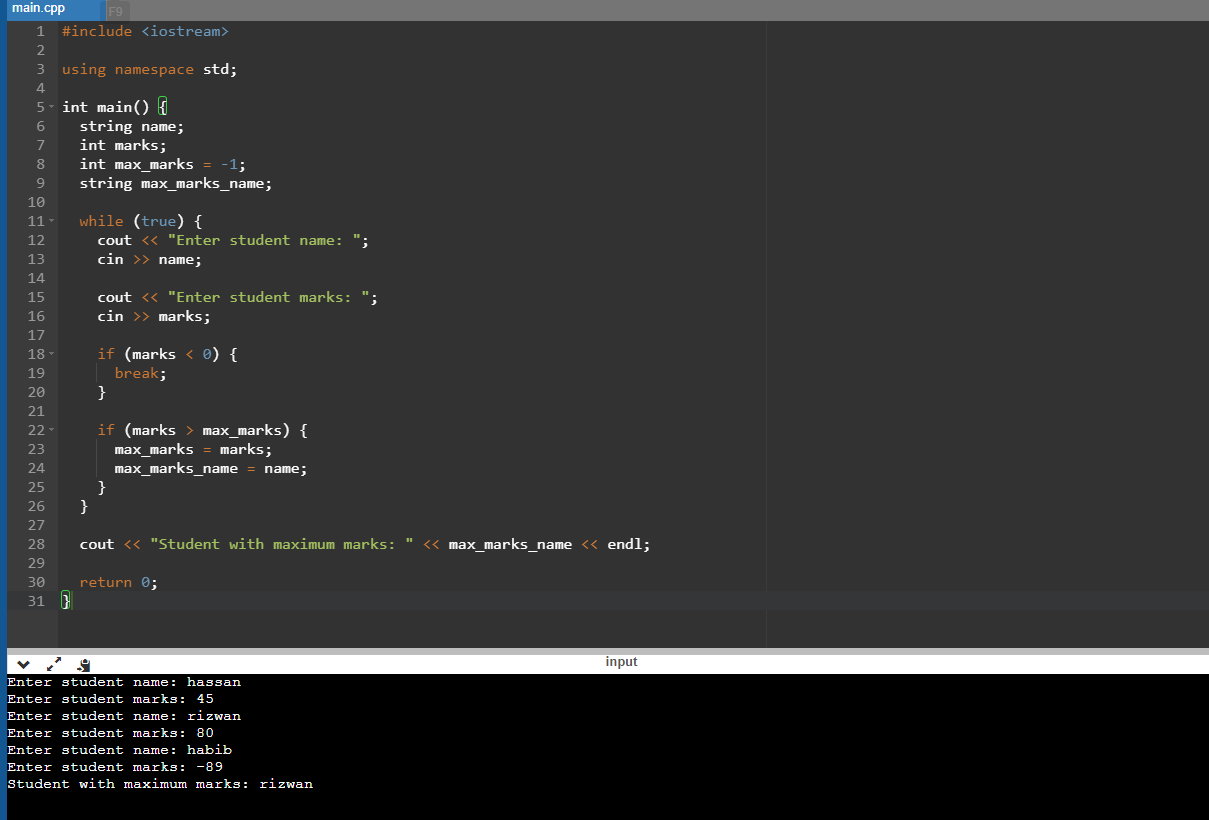 main.cpp
F9
1 #include <iostream>
2
3 using namespace std;
4
5 int main() {
6 string name;
7 int marks;
8 int max_marks = -1;
9 string max_marks_name;
10
11 while (true) {
12 cout << "Enter student name: ";
13 cin >> name;
14
15 cout << "Enter student marks: ";
16 cin >> marks;
17
18 if (marks < 0) {
19 break;
20 }
21
22 if (marks > max_marks) {
23 max_marks = marks;
24 max_marks_name = name;
25 }
26 }
27
28 cout << "Student with maximum marks: " << max_marks_name << endl;
29
30 return 0;
31 }
input
Enter student name: hassan
Enter student marks: 45
Enter student name: rizwan
Enter student marks: 80
Enter student name: habib
Enter student marks: -89
Student with maximum marks: rizwan